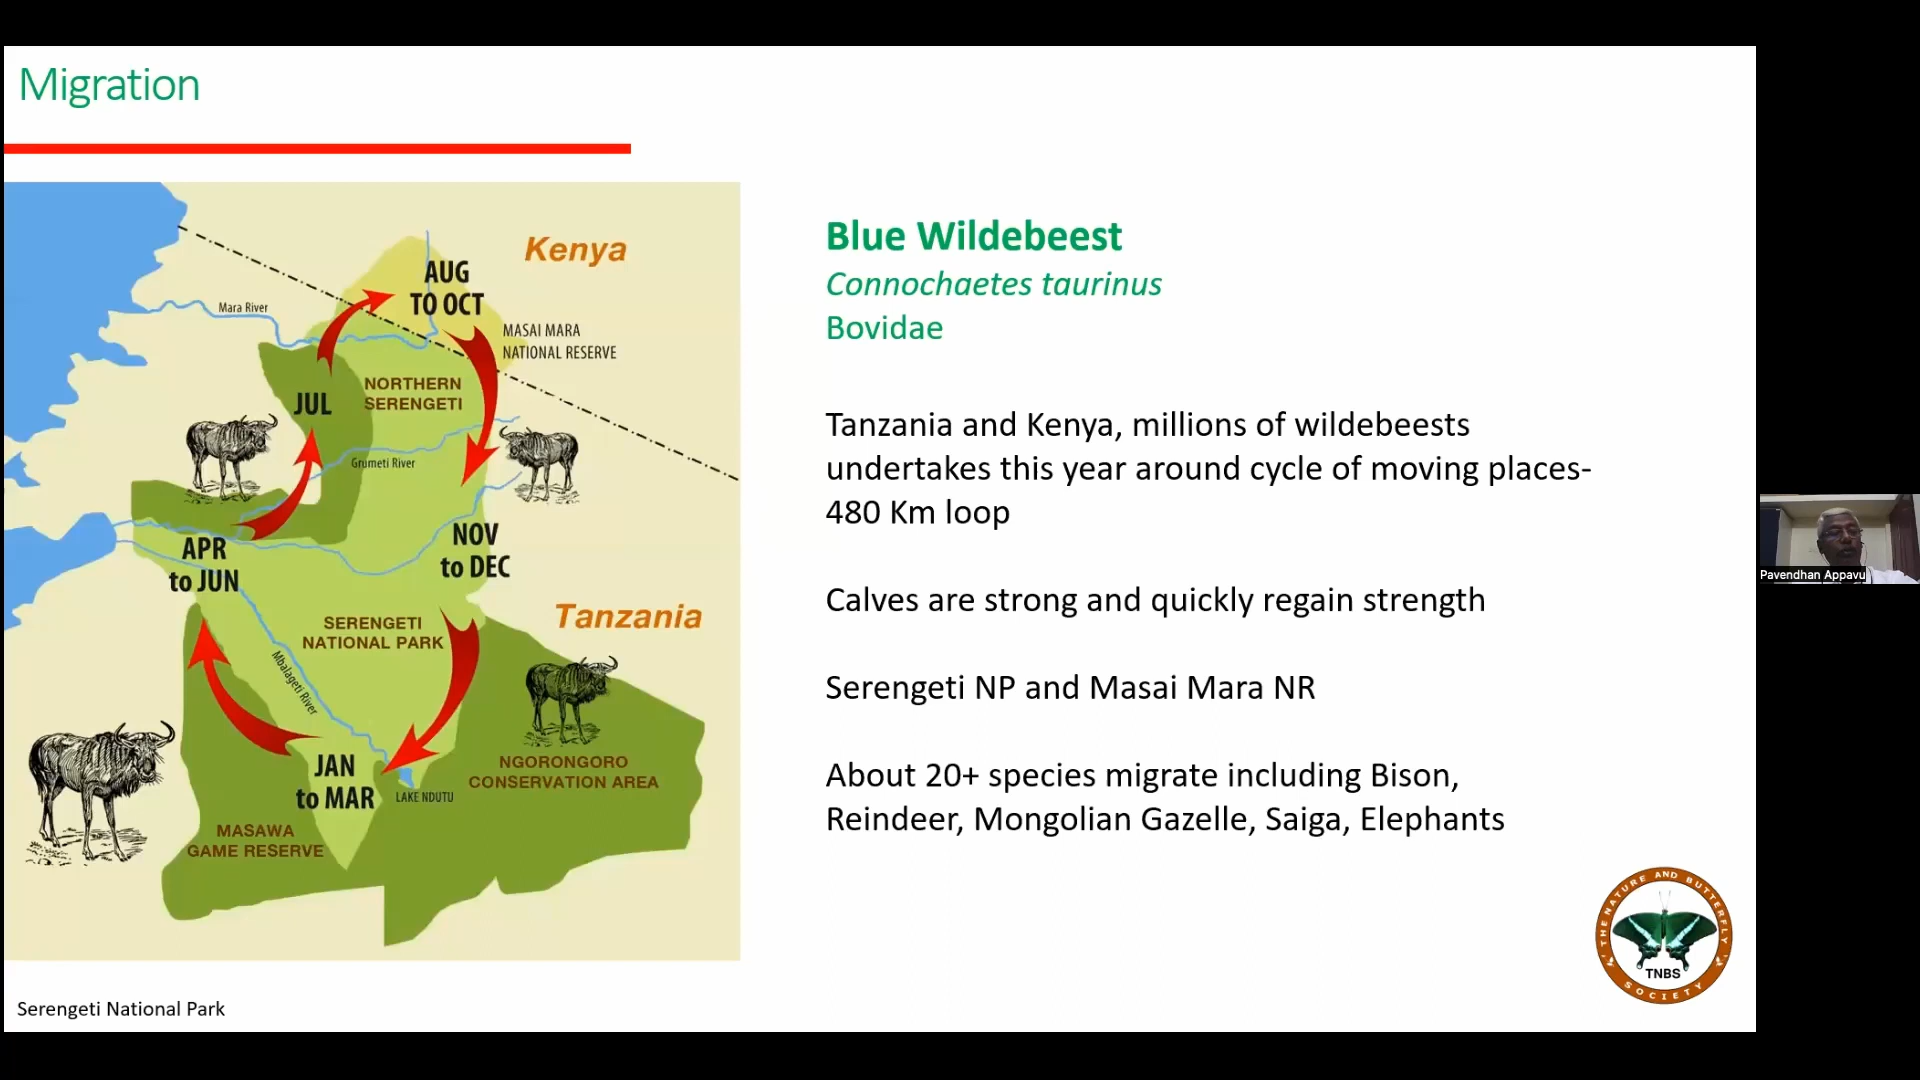 Migration
Kenya
AUG
TO OCT
Mara River
MASAI MARA
NATIONAL RESERVE
NORTHERN
SERENGETI
JUL
Grumeti River
NOV
to DEC
APR
to JUN
Tanzania
SERENGETI
NATIONAL PARK
Mbalageti River
JAN
to MAR
LAKE NDUTU
NGORONGORO
CONSERVATION AREA
MASAWA
GAME RESERVE
Serengeti National Park
Blue Wildebeest
Connochaetes taurinus
Bovidae
Tanzania and Kenya, millions of wildebeests
undertakes this year around cycle of moving places-
480 Km loop
Calves are strong and quickly regain strength
Serengeti NP and Masai Mara NR
About 20+ species migrate including Bison,
Reindeer, Mongolian Gazelle, Saiga, Elephants
THE NATURE AND BUTTERFLY
TNBS
SOCIETY
Pavendhan Appavu